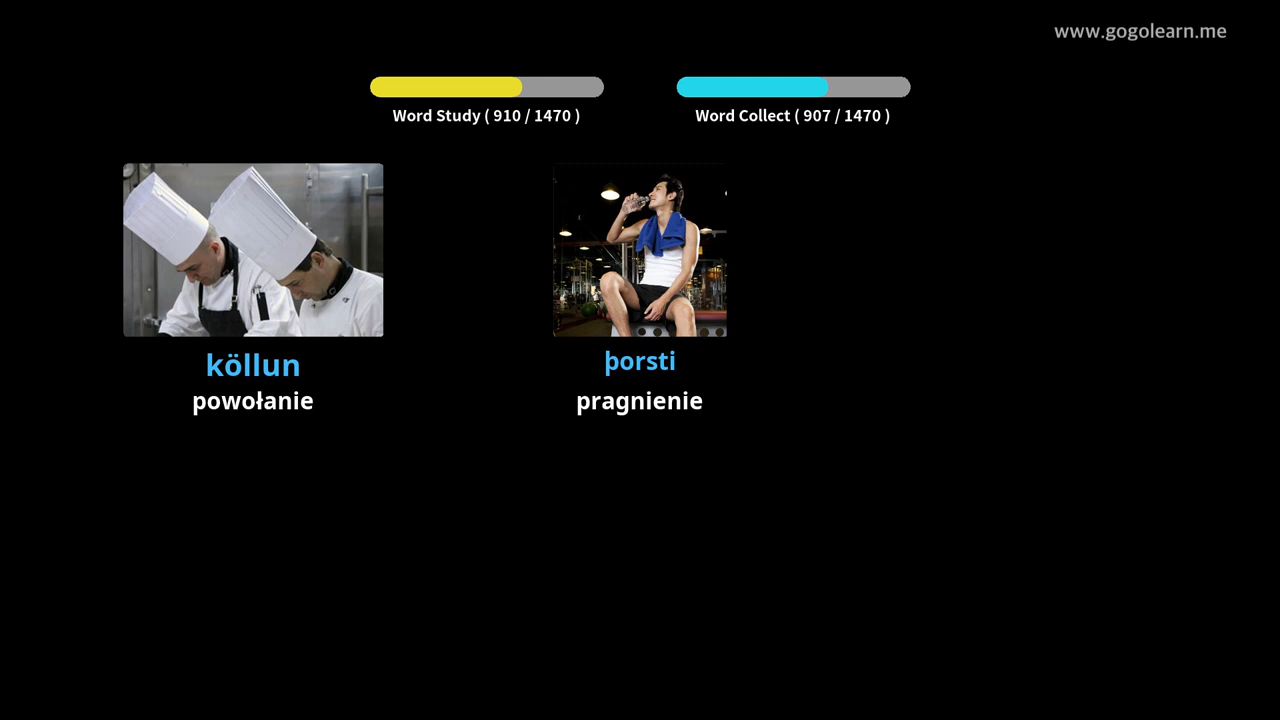 www.gogolearn.me
Word Study ( 910 / 1470 )
Word Collect ( 907 / 1470 )
köllun
powołanie
þorsti
pragnienie